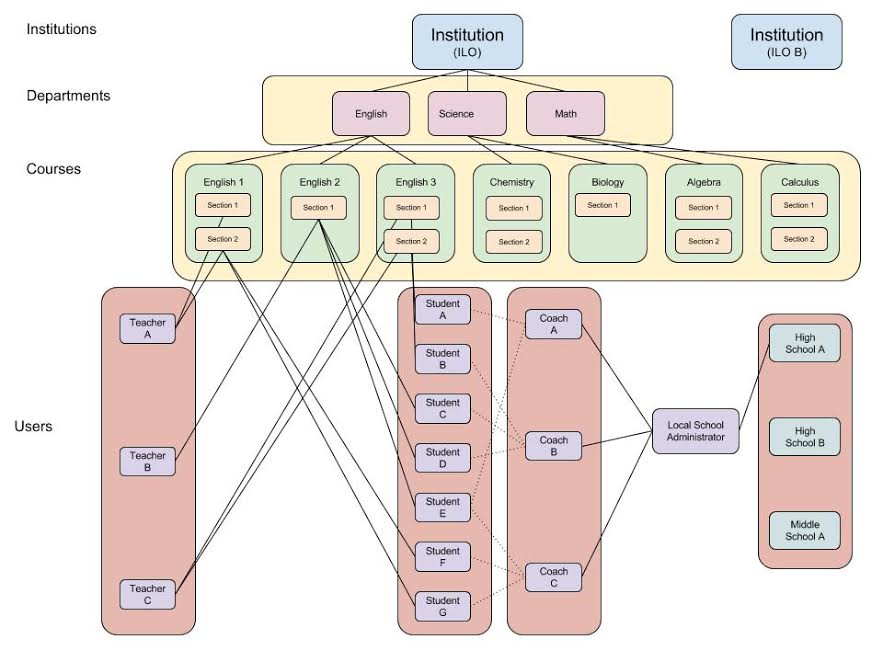 Institutions
Institution
(ILO)
Institution
(ILO B)
Departments
English
Science
Math
Courses
English 1
English 2
English 3
Chemistry
Biology
Algebra
Calculus
Section 1
Section 1
Section 1
Section 1
Section 1
Section 1
Section 1
Section 2
Section 2
Section 2
Section 2
Section 2
Users
Teacher
A
Teacher
B
Teacher
C
Student
A
Student
B
Student
C
Student
D
Student
E
Student
F
Student
G
Coach
A
Coach
B
Coach
C
Local School
Administrator
High
School A
High
School B
Middle
School A